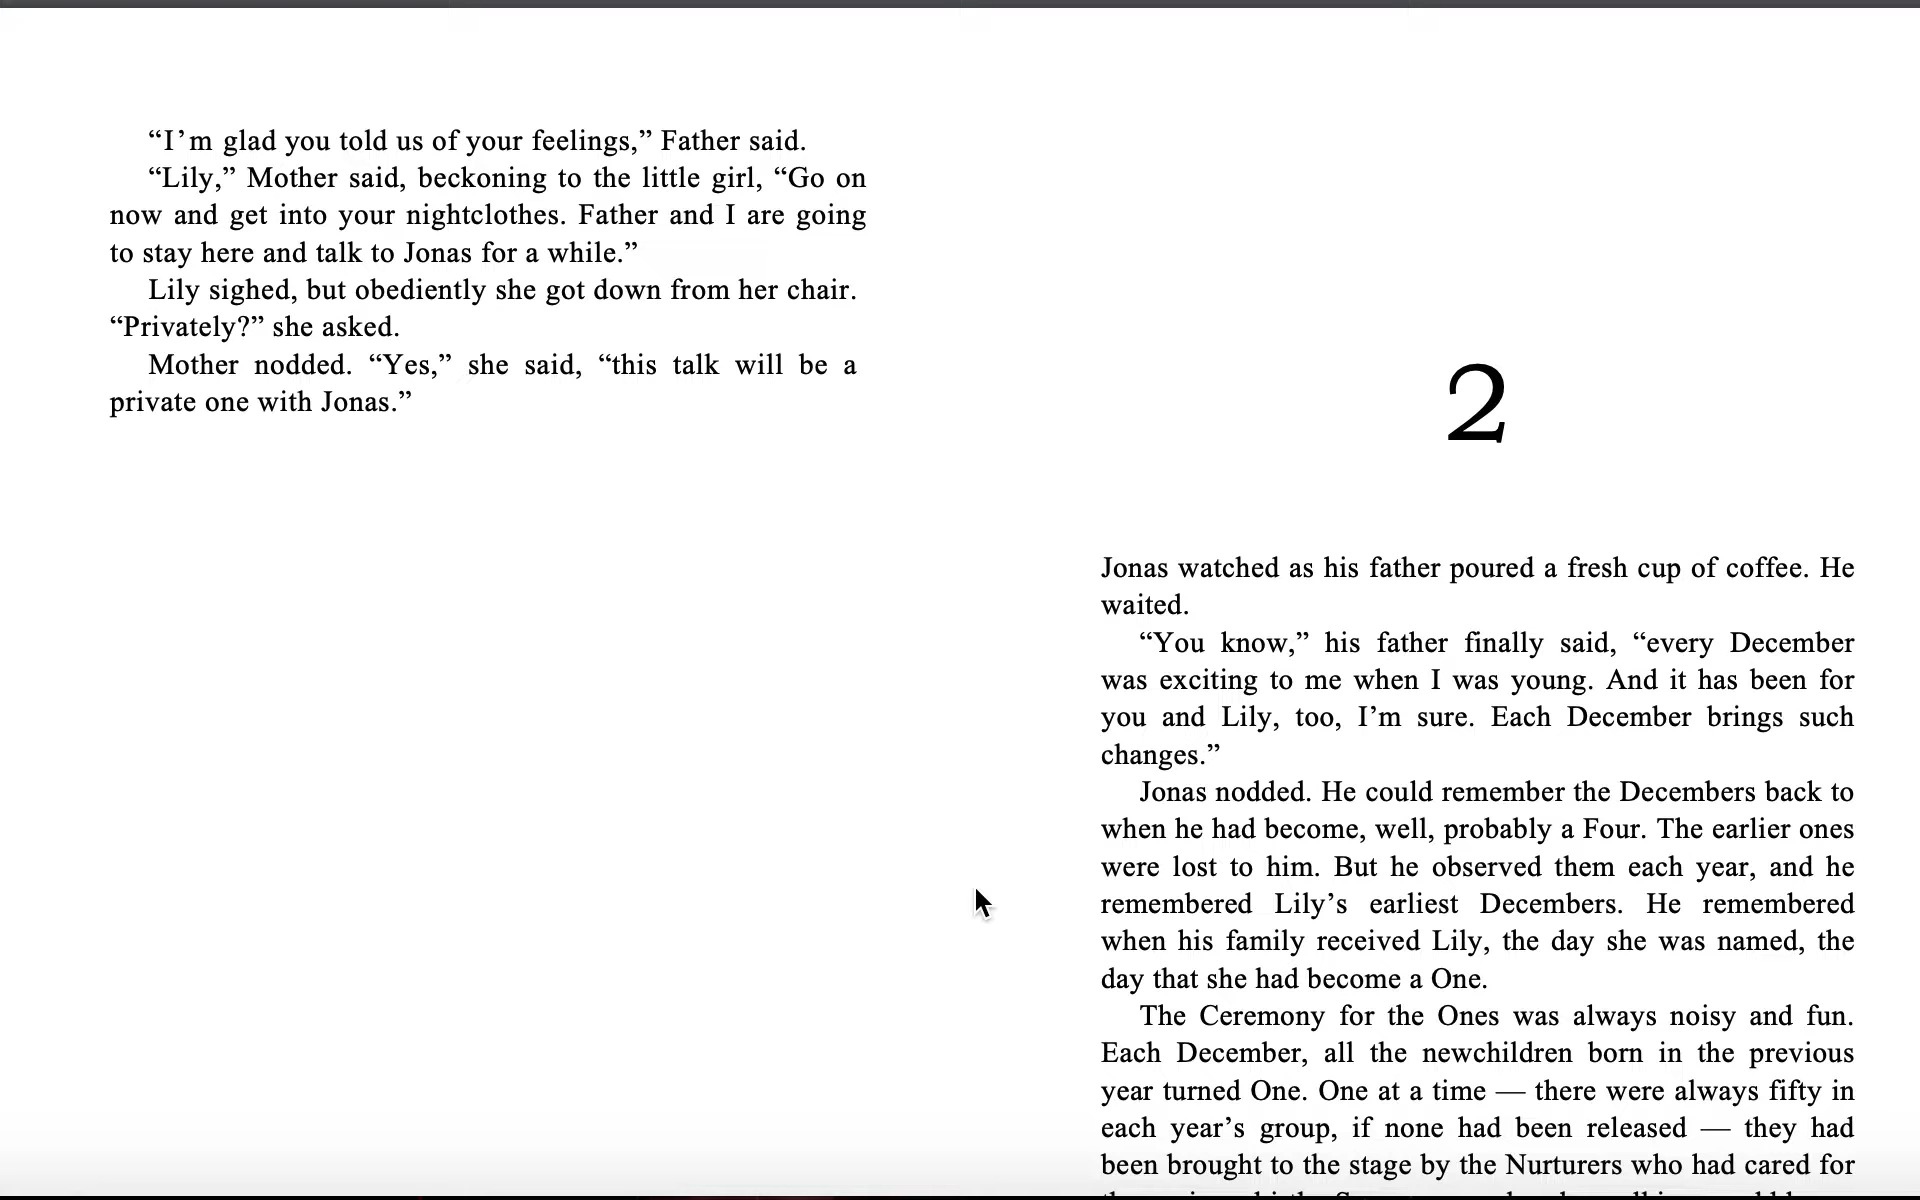 “I’m glad you told us of your feelings,” Father said.
“Lily,” Mother said, beckoning to the little girl, “Go on
now and get into your nightclothes. Father and I are going
to stay here and talk to Jonas for a while.”
Lily sighed, but obediently she got down from her chair.
“Privately?” she asked.
Mother nodded. “Yes,” she said, “this talk will be a
private one with Jonas.”
2
Jonas watched as his father poured a fresh cup of coffee. He
waited.
“You know,” his father finally said, “every December
was exciting to me when I was young. And it has been for
you and Lily, too, I’m sure. Each December brings such
changes.”
Jonas nodded. He could remember the Decembers back to
when he had become, well, probably a Four. The earlier ones
were lost to him. But he observed them each year, and he
remembered Lily’s earliest Decembers. He remembered
when his family received Lily, the day she was named, the
day that she had become a One.
The Ceremony for the Ones was always noisy and fun.
Each December, all the newchildren born in the previous
year turned One. One at a time — there were always fifty in
each year’s group, if none had been released — they had
been brought to the stage by the Nurturers who had cared for